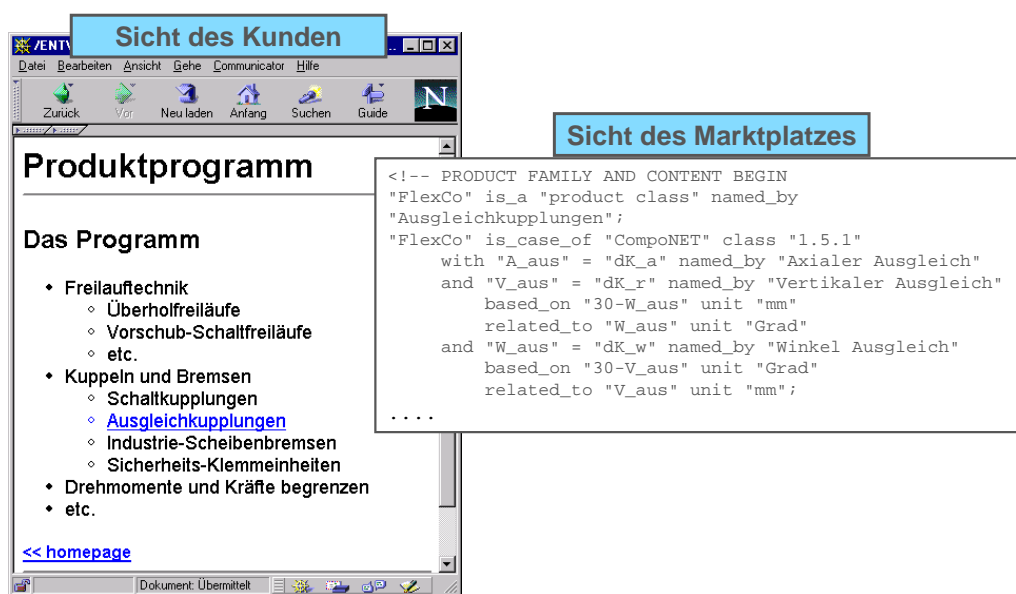 Sicht des Kunden
/ENTV
..
Datei Bearbeiten Ansicht Gehe Communicator Hilfe
Zurück Vor Neu laden Anfang Suchen Guide
N
Sicht des Marktplatzes
Produktprogramm
Das Programm
Freilauftechnik
Überholfreiläufe
Vorschub-Schaltfreiläufe
etc.
Kuppeln und Bremsen
Schaltkupplungen
Ausgleichkupplungen
Industrie-Scheibenbremsen
Sicherheits-Klemmeinheiten
Drehmomente und Kräfte begrenzen
etc.
<< homepage
Dokument: Übermittelt
<!-- PRODUCT FAMILY AND CONTENT BEGIN
"FlexCo" is_a "product class" named_by
"Ausgleichkupplungen";
"FlexCo" is_case_of "CompoNET" class "1.5.1"
with "A_aus" = "dK_a" named_by "Axialer Ausgleich"
and "V_aus" = "dK_r" named_by "Vertikaler Ausgleich"
based_on "30-W_aus" unit "mm"
related_to "W_aus" unit "Grad"
and "W_aus" = "dK_w" named_by "Winkel Ausgleich"
based_on "30-V_aus" unit "Grad"
related_to "V_aus" unit "mm";
....